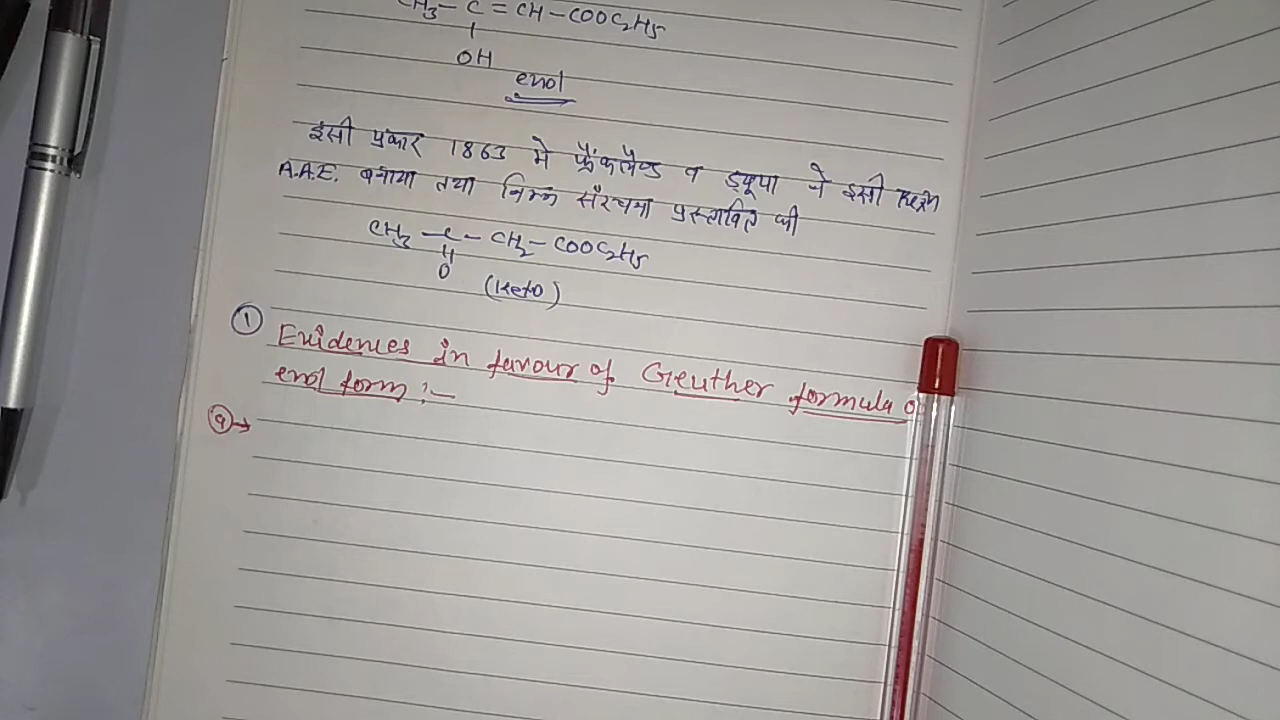 CH3 - C = CH - COOC2H5
OH
enol
इसी प्रकार 1863 मे फ्रैंकलैण्ड व ड्यूपा ने इसी
A.A.E. बनाया तथा निम्न संरचना प्रस्तावित की
CH3 - C - CH2 - COOC2H5
O
(Keto)
① Evidences in favour of Geuther formula o
enol form :-
ⓐ→